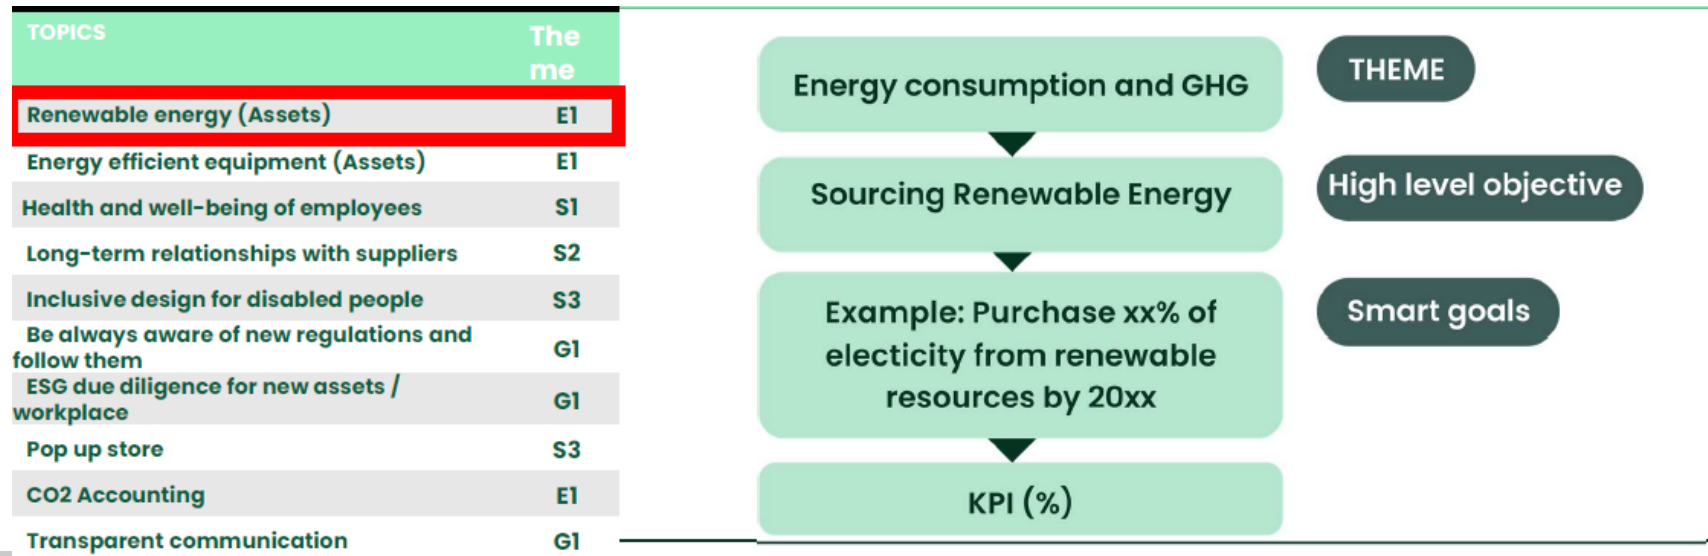 TOPICS The
me
Renewable energy (Assets) E1
Energy efficient equipment (Assets) E1
Health and well-being of employees S1
Long-term relationships with suppliers S2
Inclusive design for disabled people S3
Be always aware of new regulations and
follow them G1
ESG due diligence for new assets /
workplace G1
Pop up store S3
CO2 Accounting E1
Transparent communication G1
Energy consumption and GHG
THEME
Sourcing Renewable Energy
High level objective
Example: Purchase xx% of
electicity from renewable
resources by 20xx
Smart goals
KPI (%)